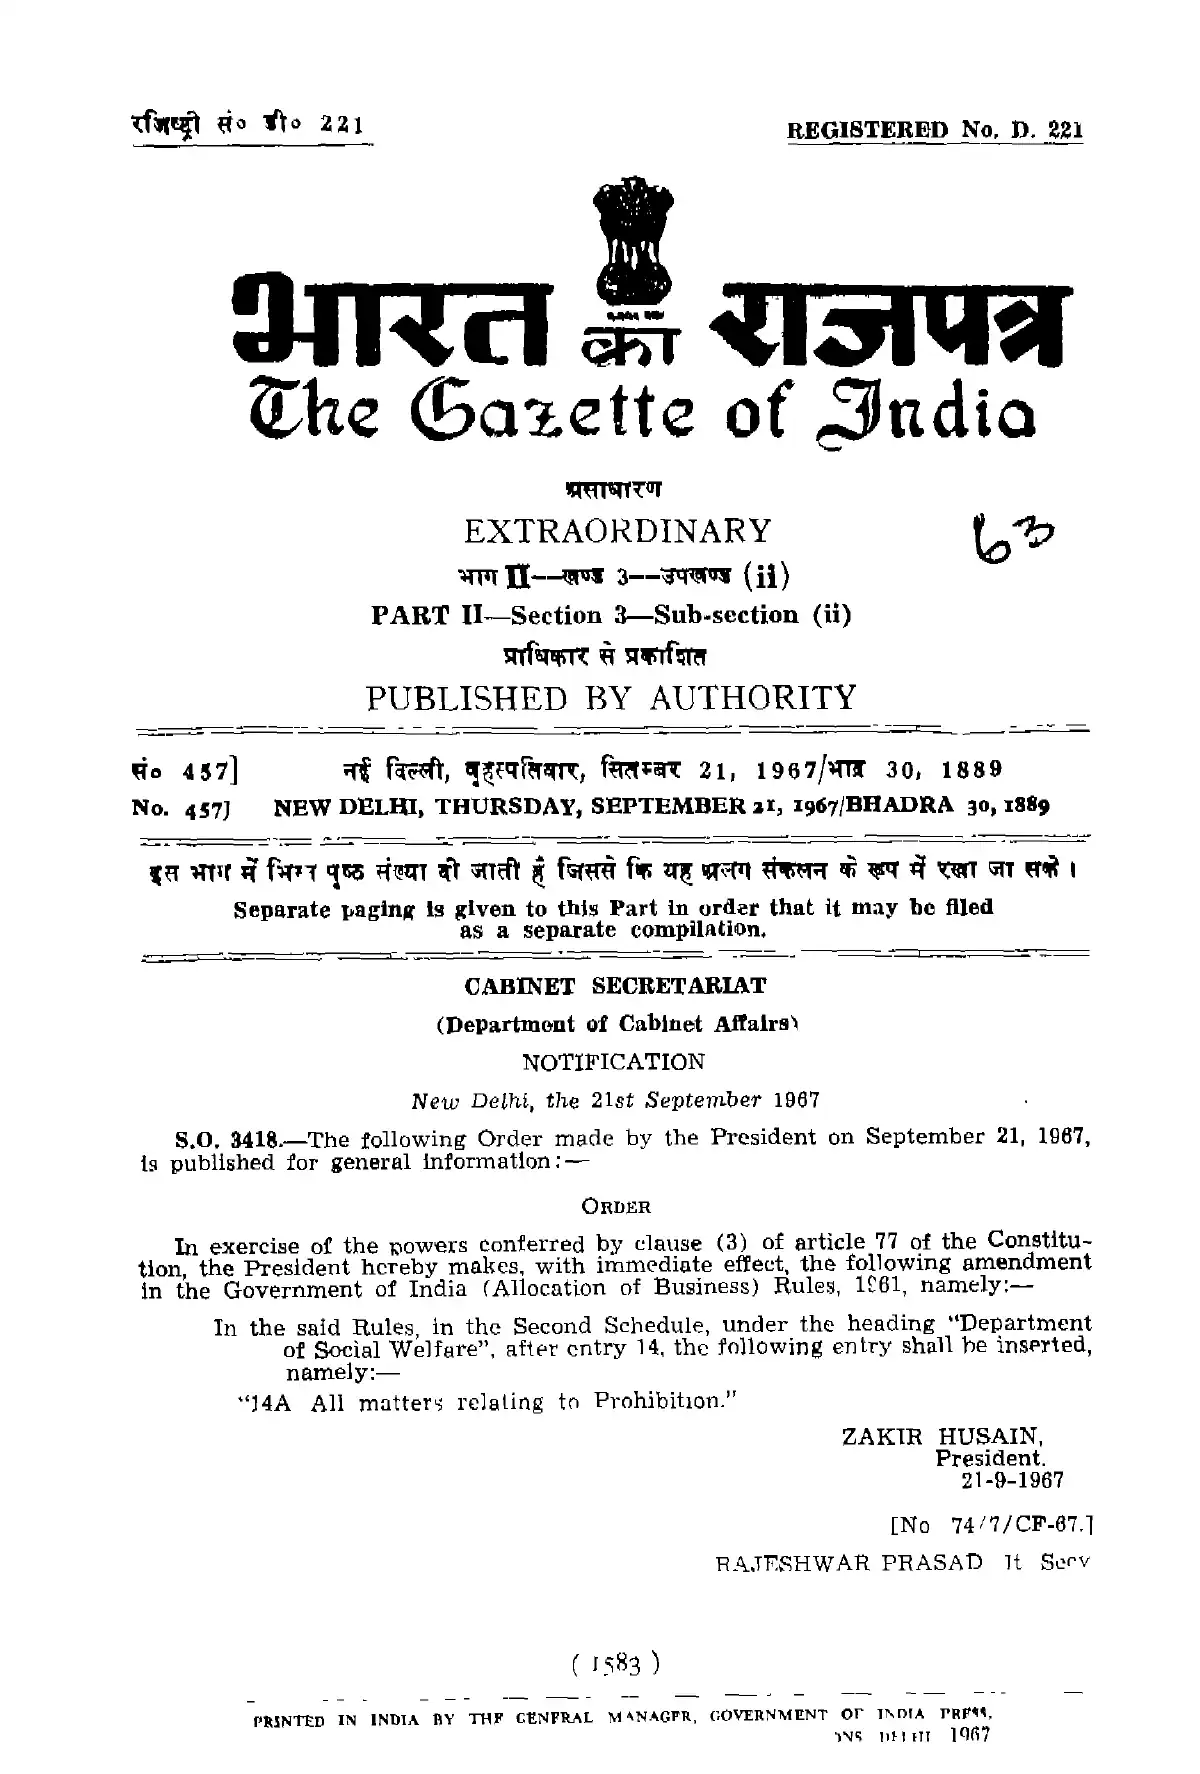 रजिष्ट्री सं० डी० 221
REGISTERED No. D. 221
भारत का राजपत्र
The Gazette of India
असाधारण
EXTRAORDINARY
63
भाग II—खण्ड 3—उपखण्ड (ii)
PART II—Section 3—Sub-section (ii)
प्राधिकार से प्रकाशित
PUBLISHED BY AUTHORITY
सं० 457] नई दिल्ली, बृहस्पतिवार, सितम्बर 21, 1967/भाद्र 30, 1889
No. 457] NEW DELHI, THURSDAY, SEPTEMBER 21, 1967/BHADRA 30, 1889
इस भाग में भिन्न पृष्ठ संख्या दी जाती है जिससे कि यह अलग संकलन के रूप में रखा जा सके ।
Separate paging is given to this Part in order that it may be filed
as a separate compilation.
CABINET SECRETARIAT
(Department of Cabinet Affairs)
NOTIFICATION
New Delhi, the 21st September 1967
S.O. 3418.—The following Order made by the President on September 21, 1967,
is published for general information:—
ORDER
In exercise of the powers conferred by clause (3) of article 77 of the Constitu-
tion, the President hereby makes, with immediate effect, the following amendment
in the Government of India (Allocation of Business) Rules, 1961, namely:—
In the said Rules, in the Second Schedule, under the heading "Department
of Social Welfare", after entry 14, the following entry shall be inserted,
namely:—
"14A All matters relating to Prohibition."
ZAKIR HUSAIN,
President.
21-9-1967
[No 74/7/CF-67.]
RAJESHWAR PRASAD Jt Secy
( 1583 )
PRINTED IN INDIA BY THE GENERAL MANAGER, GOVERNMENT OF INDIA PRESS,
DELHI 1967